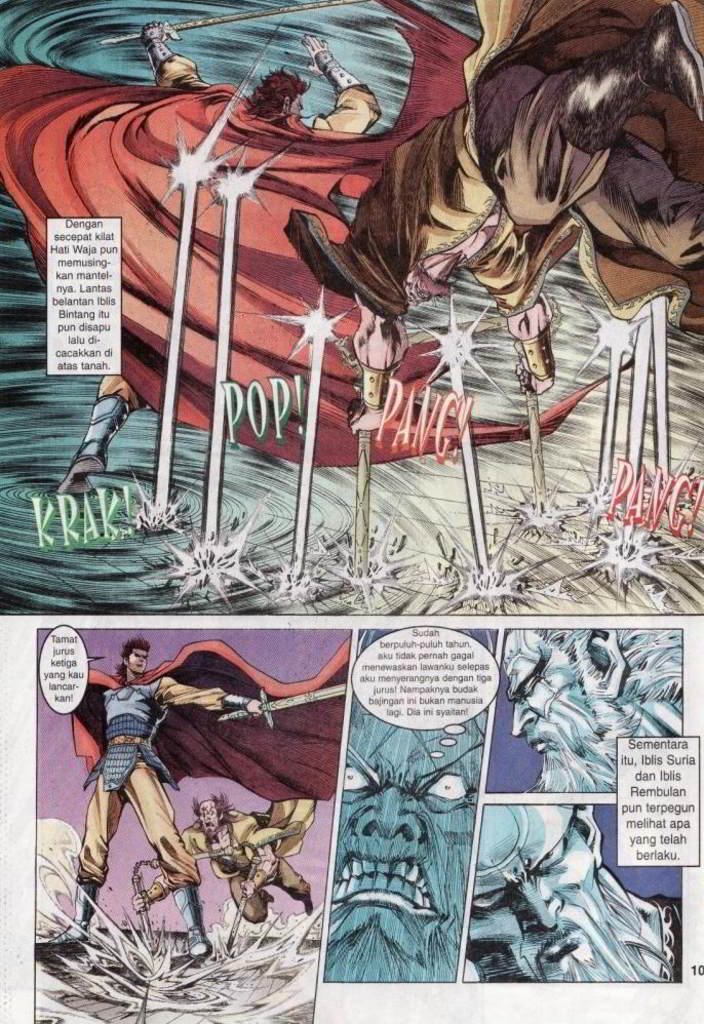 Dengan
secepat kilat
Hati Waja pun
memusing-
kan mantel-
nya. Lantas
belantan Iblis
Bintang itu
pun disapu
lalu di-
cacakkan di
atas tanah.
POP!
PANG!
KRAK!
PANG!
Tamat
jurus
ketiga
yang kau
lancar-
kan!
Sudah
berpuluh-puluh tahun,
aku tidak pernah gagal
menewaskan lawanku selepas
aku menyerangnya dengan tiga
jurus! Nampaknya budak
bajingan ini bukan manusia
lagi. Dia ini syaitan!
Sementara
itu, Iblis Suria
dan Iblis
Rembulan
pun terpegun
melihat apa
yang telah
berlaku.
10